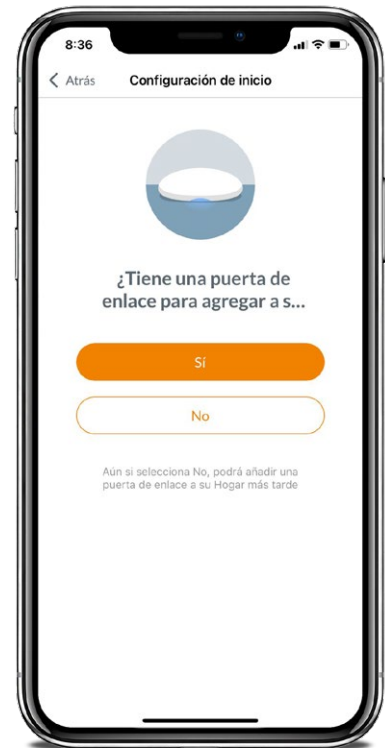 8:36
Atrás
Configuración de inicio
¿Tiene una puerta de
enlace para agregar a s...
Sí
No
Aún si selecciona No, podrá añadir una
puerta de enlace a su Hogar más tarde